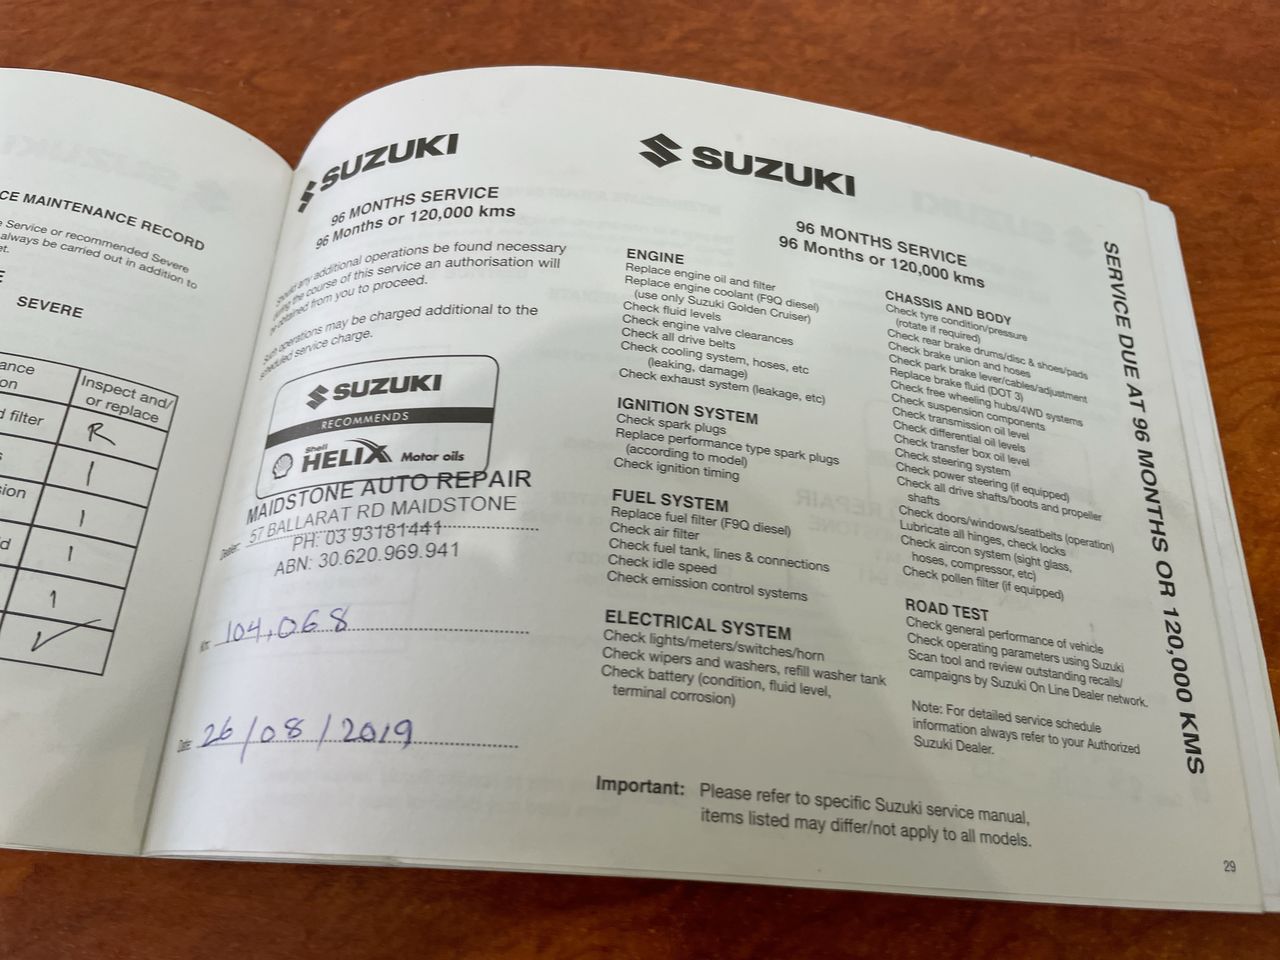 CE MAINTENANCE RECORD
Service or recommended Severe
always be carried out in addition to
SEVERE
Inspect and/
or replace
filter
R
1
1
1
1
✓
SUZUKI
96 MONTHS SERVICE
96 Months or 120,000 kms
Should any additional operations be found necessary
during the course of this service an authorisation will
be obtained from you to proceed.
Such operations may be charged additional to the
scheduled service charge.
SUZUKI
RECOMMENDS
Shell
HELIX Motor oils
MAIDSTONE AUTO REPAIR
57 BALLARAT RD MAIDSTONE
Dealer:
PH: 03 93181441
ABN: 30.620.969.941
Km: 104,068
Date: 26/08/2019
SUZUKI
96 MONTHS SERVICE
96 Months or 120,000 kms
ENGINE
Replace engine oil and filter
Replace engine coolant (F9Q diesel)
(use only Suzuki Golden Cruiser)
Check fluid levels
Check engine valve clearances
Check all drive belts
Check cooling system, hoses, etc
(leaking, damage)
Check exhaust system (leakage, etc)
IGNITION SYSTEM
Check spark plugs
Replace performance type spark plugs
(according to model)
Check ignition timing
FUEL SYSTEM
Replace fuel filter (F9Q diesel)
Check air filter
Check fuel tank, lines & connections
Check idle speed
Check emission control systems
ELECTRICAL SYSTEM
Check lights/meters/switches/horn
Check wipers and washers, refill washer tank
Check battery (condition, fluid level,
terminal corrosion)
CHASSIS AND BODY
Check tyre condition/pressure
(rotate if required)
Check rear brake drums/disc & shoes/pads
Check brake union and hoses
Check park brake lever/cables/adjustment
Replace brake fluid (DOT 3)
Check free wheeling hubs/4WD systems
Check suspension components
Check transmission oil level
Check differential oil levels
Check transfer box oil level
Check steering system
Check power steering (if equipped)
Check all drive shafts/boots and propeller
shafts
Check doors/windows/seatbelts (operation)
Lubricate all hinges, check locks
Check aircon system (sight glass,
hoses, compressor, etc)
Check pollen filter (if equipped)
ROAD TEST
Check general performance of vehicle
Check operating parameters using Suzuki
Scan tool and review outstanding recalls/
campaigns by Suzuki On Line Dealer network.
Note: For detailed service schedule
information always refer to your Authorized
Suzuki Dealer.
Important: Please refer to specific Suzuki service manual,
items listed may differ/not apply to all models.
SERVICE DUE AT 96 MONTHS OR 120,000 KMS
29